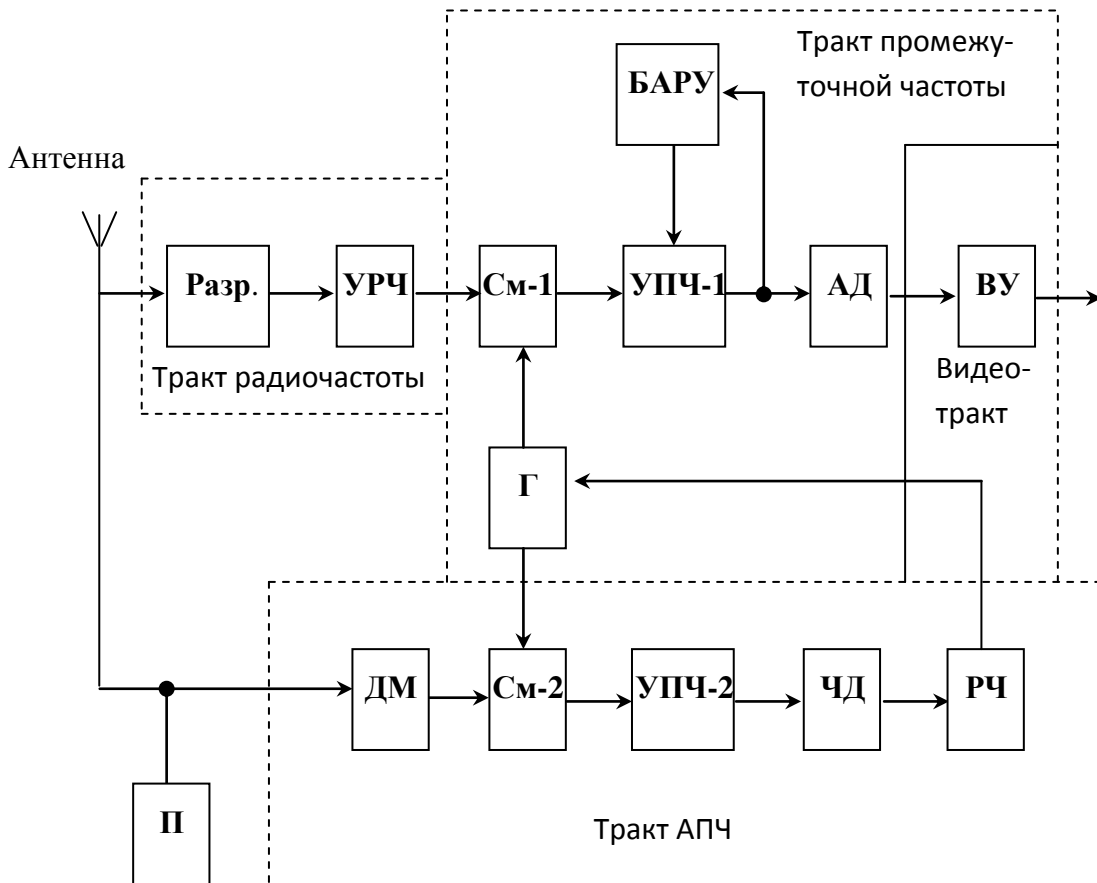 Тракт промежу-
точной частоты
БАРУ
Антенна
Разр.
УРЧ
См-1
УПЧ-1
АД
ВУ
Тракт радиочастоты
Видео-
тракт
Г
ДМ
См-2
УПЧ-2
ЧД
РЧ
П
Тракт АПЧ